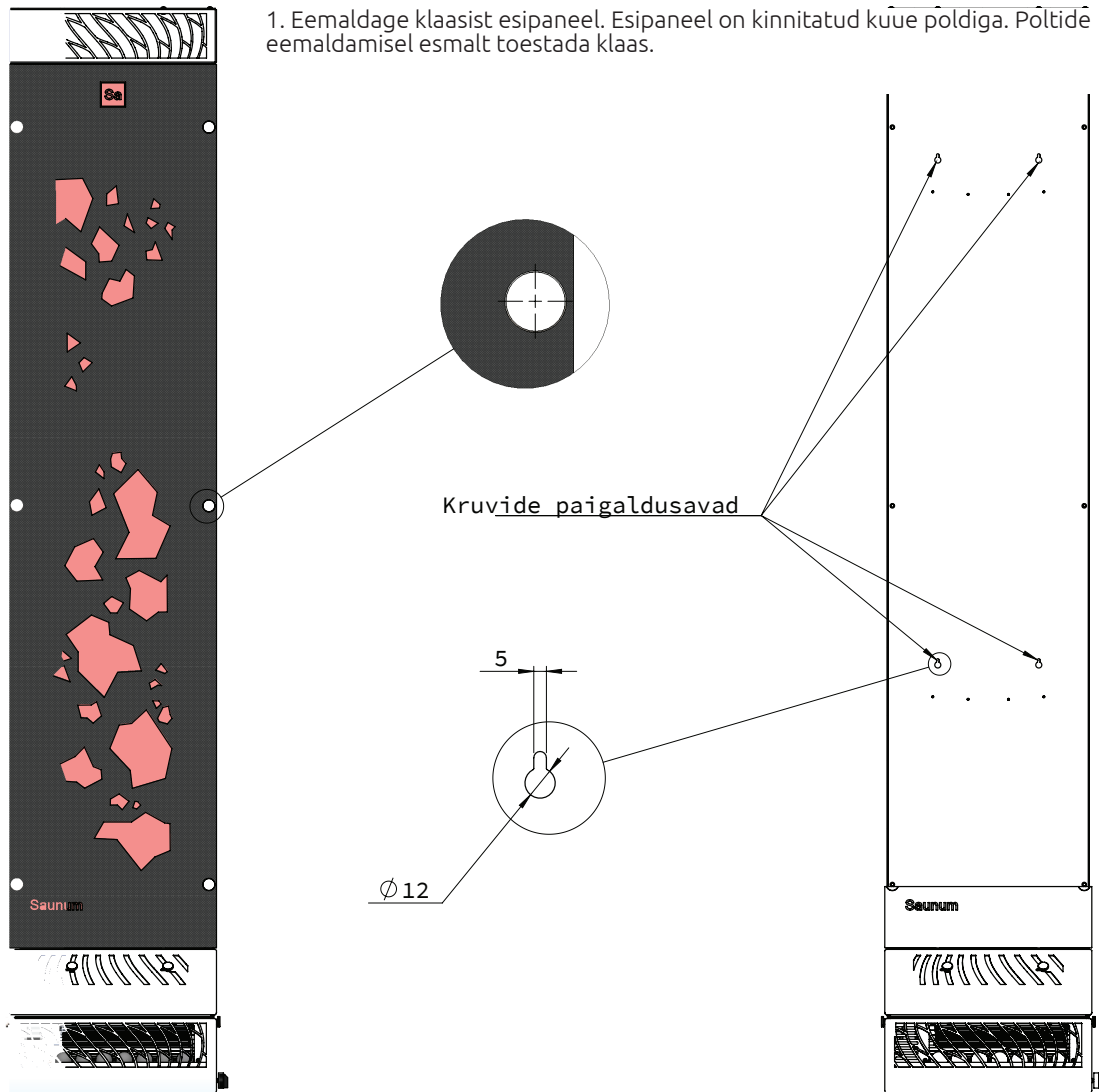 1. Eemaldage klaasist esipaneel. Esipaneel on kinnitatud kuue poldiga. Poltide
eemaldamisel esmalt toestada klaas.
Sa
Kruvide paigaldusavad
5
∅12
Saunum
Saunum